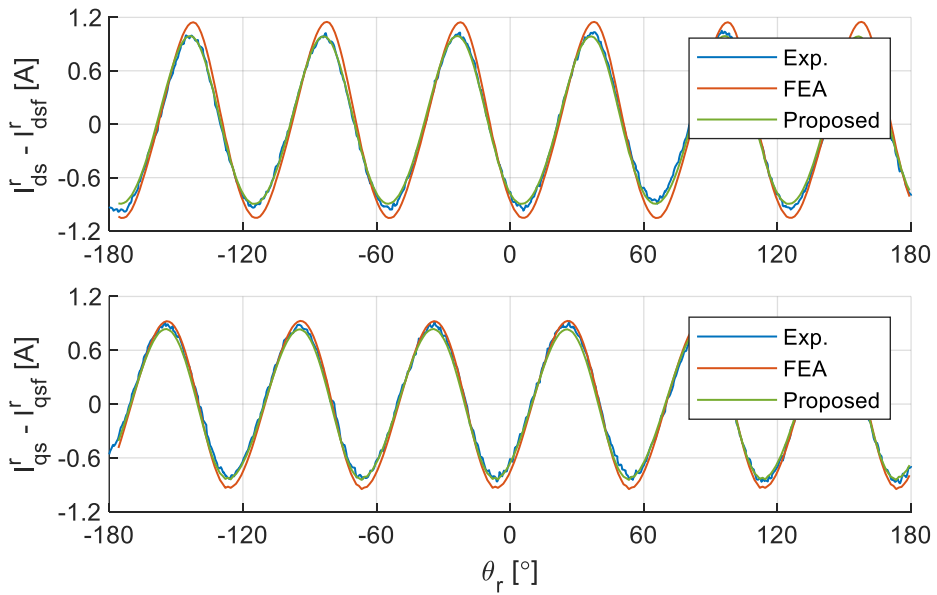 1.2
0.6
0
-0.6
-1.2
I^r_ds - I^r_dsf [A]
-180 -120 -60 0 60 120 180
Exp.
FEA
Proposed
1.2
0.6
0
-0.6
-1.2
I^r_qs - I^r_qsf [A]
-180 -120 -60 0 60 120 180
Exp.
FEA
Proposed
θ_r [°]